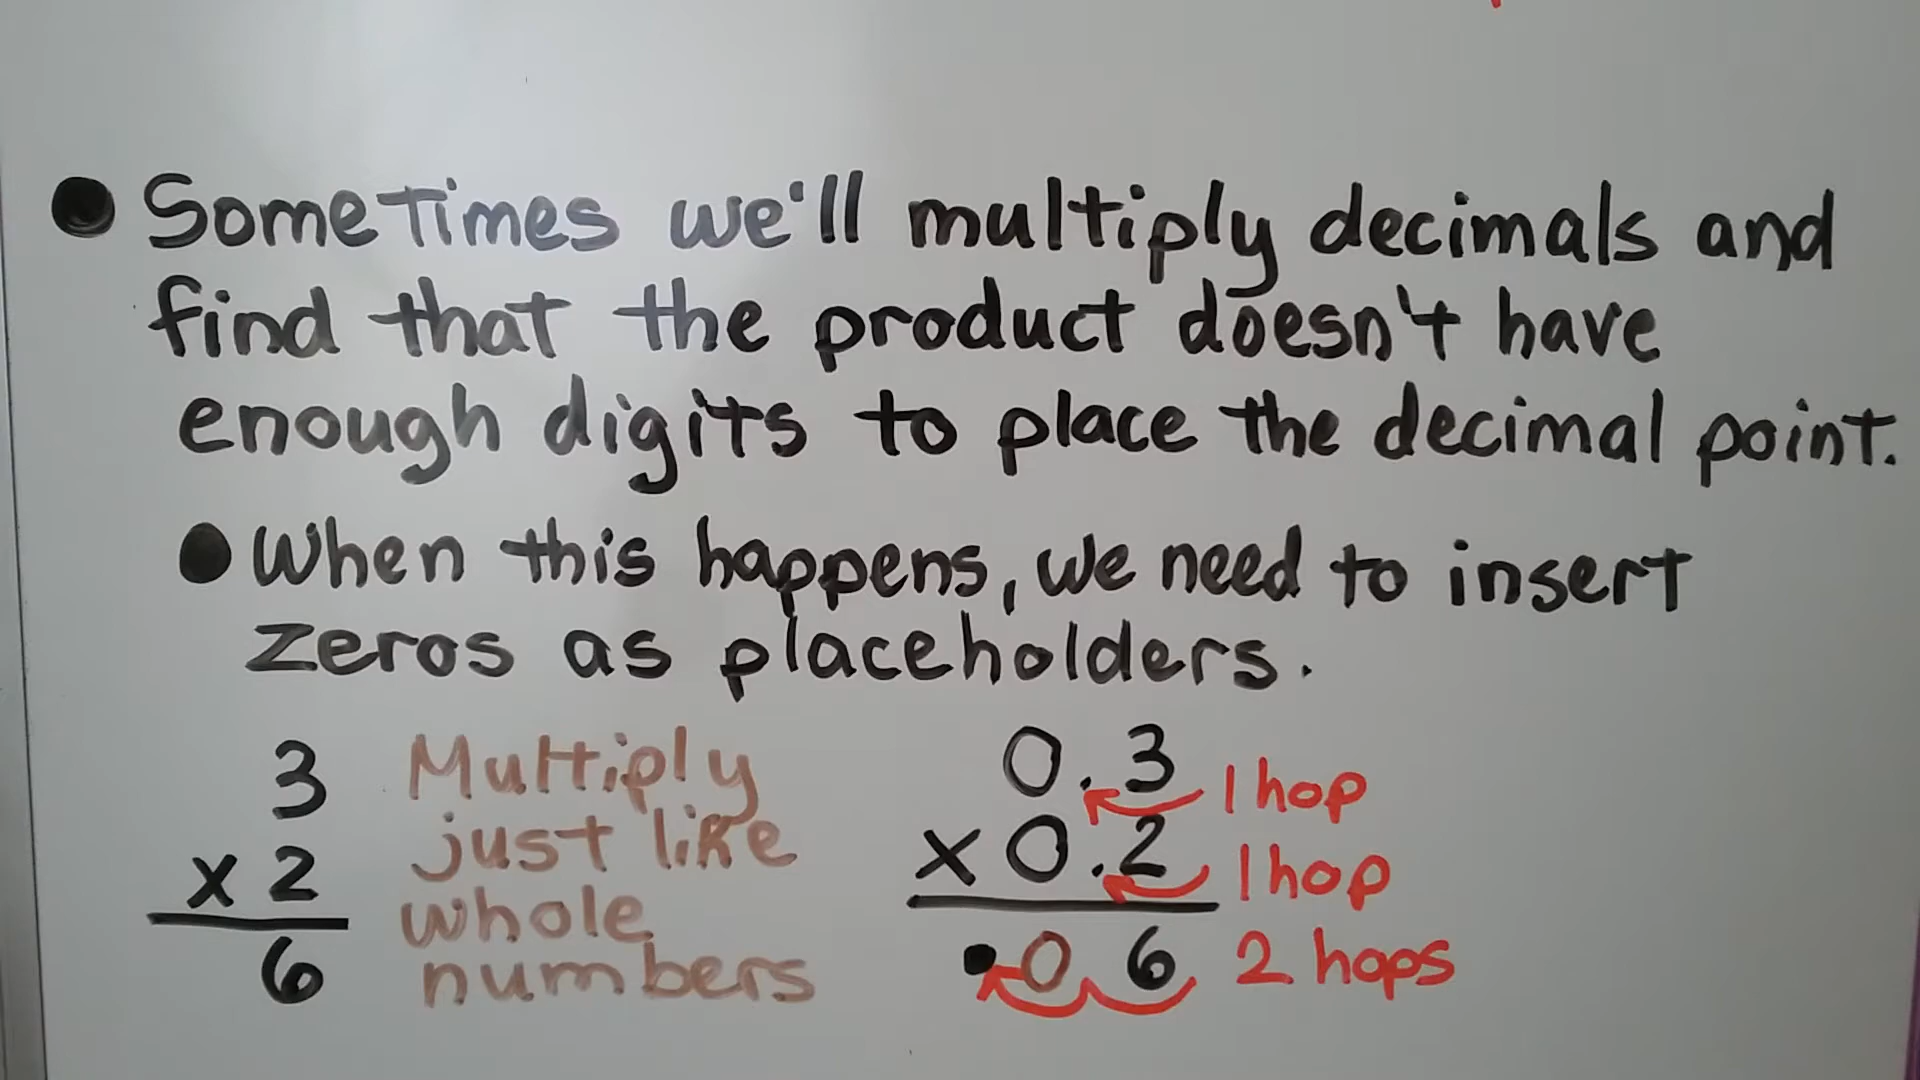 ● Sometimes we'll multiply decimals and
find that the product doesn't have
enough digits to place the decimal point.
● When this happens, we need to insert
zeros as placeholders.
3
x 2
6
Multiply
just like
whole
numbers
0.3 1 hop
x 0.2 1 hop
.06 2 hops